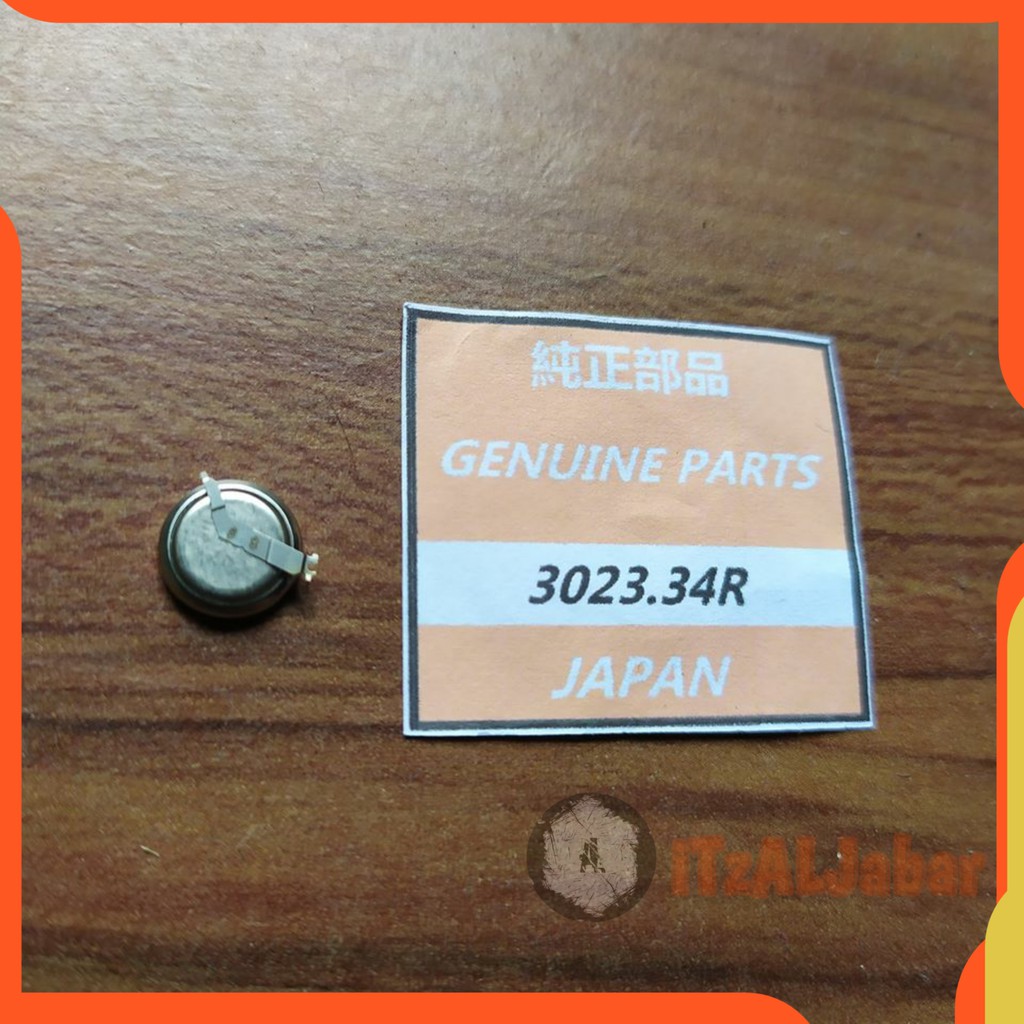 純正部品
GENUINE PARTS
3023.34R
JAPAN
ITzALJabar